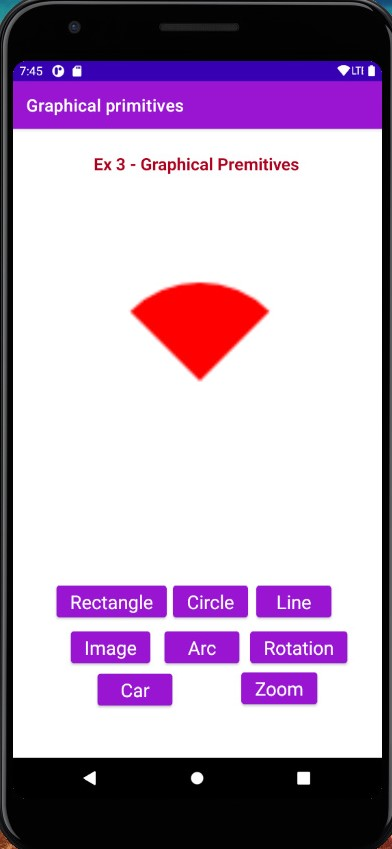 7:45 LTE
Graphical primitives
Ex 3 - Graphical Premitives
Rectangle Circle Line
Image Arc Rotation
Car Zoom